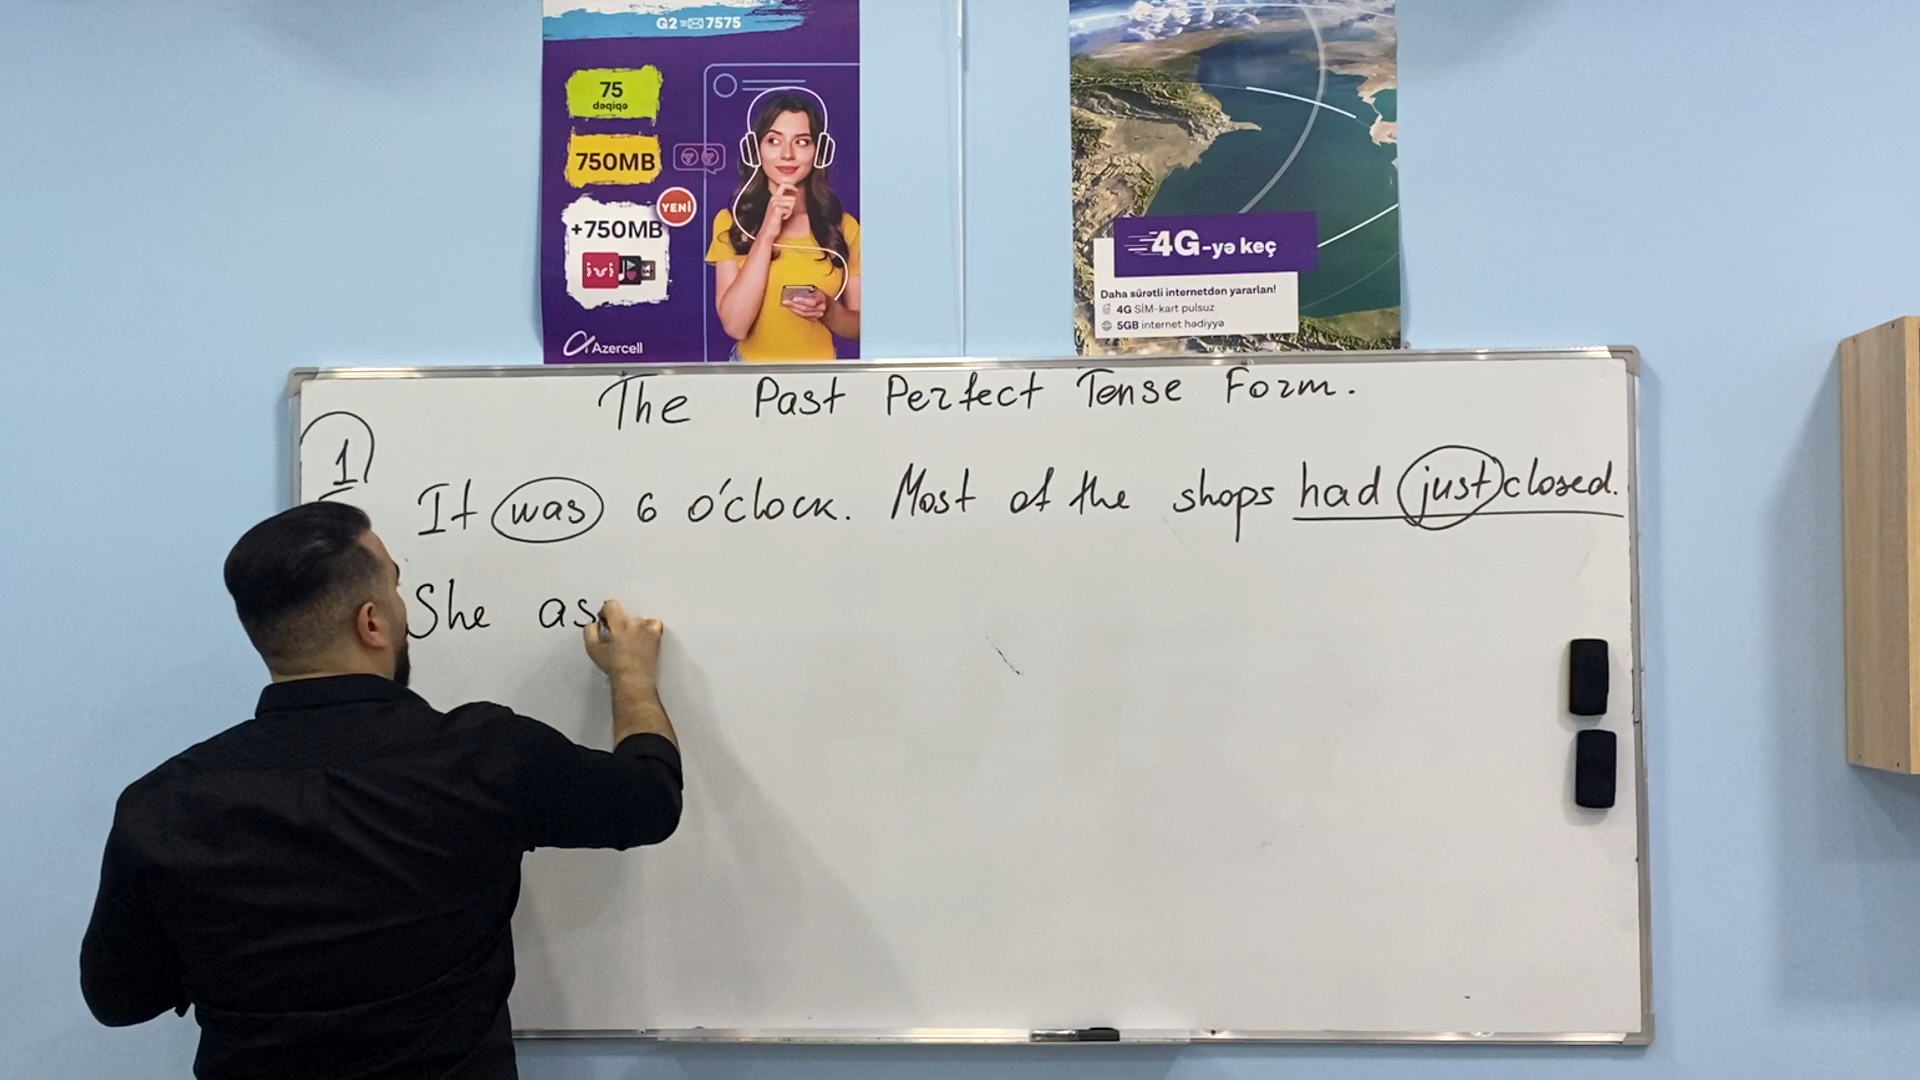 G2 ⇒ ✉ 7575
75
dəqiqə
750MB
YENİ
+750MB
ivi
Azercell
4G-yə keç
Daha sürətli internetdən yararlan!
4G SİM-kart pulsuz
5GB internet hədiyyə
The Past Perfect Tense Form.
1
It was 6 o'clock. Most of the shops had just closed.
She as